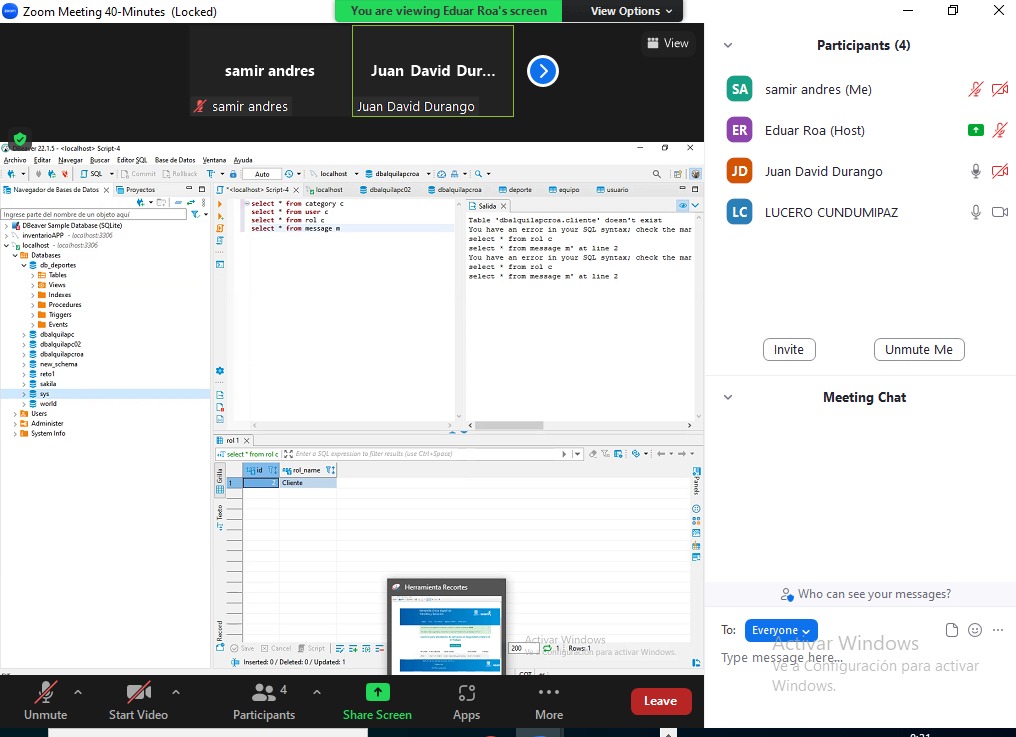 Zoom Meeting 40-Minutes (Locked)
You are viewing Eduar Roa's screen
View Options
samir andres
Juan David Dur...
View
samir andres
Juan David Durango
DBeaver 22.1.5 - <localhost> Script-4
Archivo Editar Navegar Buscar Editor SQL Base de Datos Ventana Ayuda
SQL Commit Rollback Auto localhost dbalquilapcroa
Navegador de Bases de Datos Proyectos
Ingrese parte del nombre de un objeto aquí
DBeaver Sample Database (SQLite)
inventarioAPP - localhost:3306
localhost - localhost:3306
Databases
db_deportes
Tables
Views
Indexes
Procedures
Triggers
Events
dbalquilapc
dbalquilapc02
dbalquilapcroa
new_schema
reto1
sakila
sys
world
Users
Administer
System Info
*<localhost> Script-4 localhost dbalquilapc02 dbalquilapcroa deporte equipo usuario
select * from category c
select * from user c
select * from rol c
select * from message m
Salida
Table 'dbalquilapcroa.cliente' doesn't exist
You have an error in your SQL syntax; check the mar
select * from rol c
select * from message m' at line 2
You have an error in your SQL syntax; check the mar
select * from rol c
select * from message m' at line 2
rol 1
select * from rol c Enter a SQL expression to filter results (use Ctrl+Space)
Grilla
Texto
Record
Panels
id rol_name
1 2 Cliente
Herramienta Recortes
Save Cancel Script
200 1 Rows: 1
Inserted: 0 / Deleted: 0 / Updated: 1
Activar Windows
Ve a Configuración para activar Windows.
COT
Unmute
Start Video
4
Participants
Share Screen
Apps
More
Leave
Participants (4)
SA samir andres (Me)
ER Eduar Roa (Host)
JD Juan David Durango
LC LUCERO CUNDUMIPAZ
Invite
Unmute Me
Meeting Chat
Who can see your messages?
To: Everyone
Type message here...
Activar Windows
Ve a Configuración para activar
Windows.